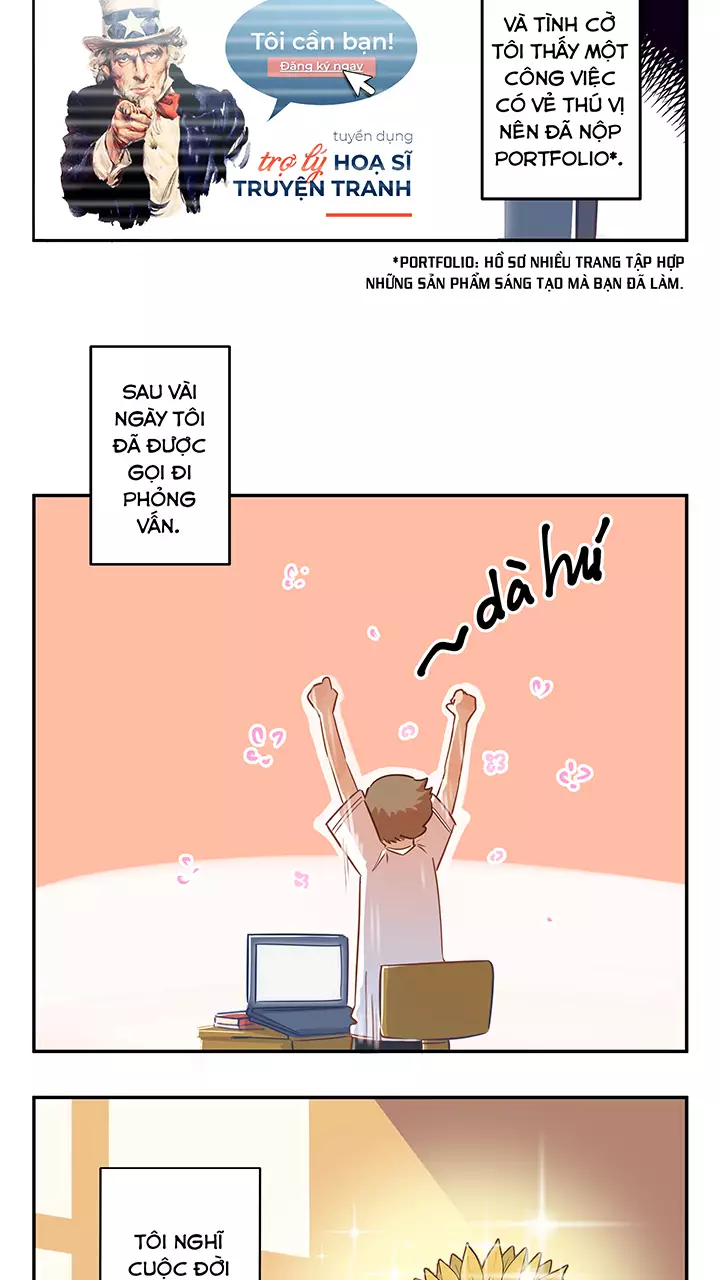 Tôi cần bạn!
Đăng ký ngay
tuyển dụng
trợ lý HOẠ SĨ
TRUYỆN TRANH
VÀ TÌNH CỜ
TÔI THẤY MỘT
CÔNG VIỆC
CÓ VẺ THÚ VỊ
NÊN ĐÃ NỘP
PORTFOLIO*.
*PORTFOLIO: HỒ SƠ NHIỀU TRANG TẬP HỢP
NHỮNG SẢN PHẨM SÁNG TẠO MÀ BẠN ĐÃ LÀM.
SAU VÀI
NGÀY TÔI
ĐÃ ĐƯỢC
GỌI ĐI
PHỎNG
VẤN.
~dàhú
TÔI NGHĨ
CUỘC ĐỜI